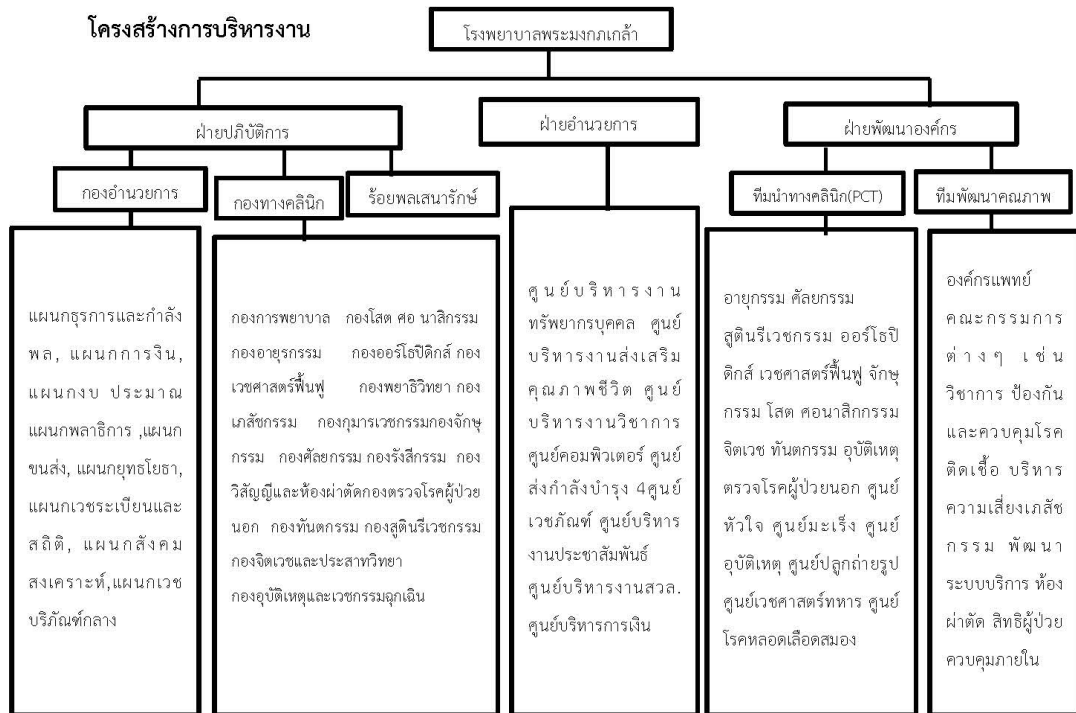 โครงสร้างการบริหารงาน
โรงพยาบาลพระมงกภเกล้า
ฝ่ายปภิบัติการ
ฝ่ายอำนวยการ
ฝ่ายพัฒนาองค์กร
กองอำนวยการ
กองทางคลินิก
ร้อยพลเสนารักษ์
ทีมนำทางคลินิก(PCT)
ทีมพัฒนาคณภาพ
แผนกธุรการและกำลัง
พล, แผนกการเงิน,
แผนกงบ ประมาณ
แผนกพลาธิการ ,แผนก
ขนส่ง, แผนกยุทธโยธา,
แผนกเวชระเบียนและ
สถิติ, แผนกสังคม
สงเคราะห์,แผนกเวช
บริภัณฑ์กลาง
กองการพยาบาล กองโสต ศอ นาสิกรรม
กองอายุรกรรม กองออร์โธปิดิกส์ กอง
เวชศาสตร์ฟื้นฟู กองพยาธิวิทยา กอง
เภสัชกรรม กองกุมารเวชกรรมกองจักษุ
กรรม กองศัลยกรรม กองรังสีกรรม กอง
วิสัญญีและห้องผ่าตัดกองตรวจโรคผู้ป่วย
นอก กองทันตกรรม กองสูตินรีเวชกรรม
กองจิตเวชและประสาทวิทยา
กองอุบัติเหตุและเวชกรรมฉุกเฉิน
ศูนย์บริหารงาน
ทรัพยากรบุคคล ศูนย์
บริหารงานส่งเสริม
คุณภาพชีวิต ศูนย์
บริหารงานวิชาการ
ศูนย์คอมพิวเตอร์ ศูนย์
ส่งกำลังบำรุง 4ศูนย์
เวชภัณฑ์ ศูนย์บริหาร
งานประชาสัมพันธ์
ศูนย์บริหารงานสวล.
ศูนย์บริหารการเงิน
อายุกรรม ศัลยกรรม
สูตินรีเวชกรรม ออร์โธปิ
ดิกส์ เวชศาสตร์ฟื้นฟู จักษุ
กรรม โสต ศอนาสิกกรรม
จิตเวช ทันตกรรม อุบัติเหตุ
ตรวจโรคผู้ป่วยนอก ศูนย์
หัวใจ ศูนย์มะเร็ง ศูนย์
อุบัติเหตุ ศูนย์ปลูกถ่ายรูป
ศูนย์เวชศาสตร์ทหาร ศูนย์
โรคหลอดเลือดสมอง
องค์กรแพทย์
คณะกรรมการ
ต่างๆ เช่น
วิชาการ ป้องกัน
และควบคุมโรค
ติดเชื้อ บริหาร
ความเสี่ยงเภสัช
กรรม พัฒนา
ระบบบริการ ห้อง
ผ่าตัด สิทธิผู้ป่วย
ควบคุมภายใน